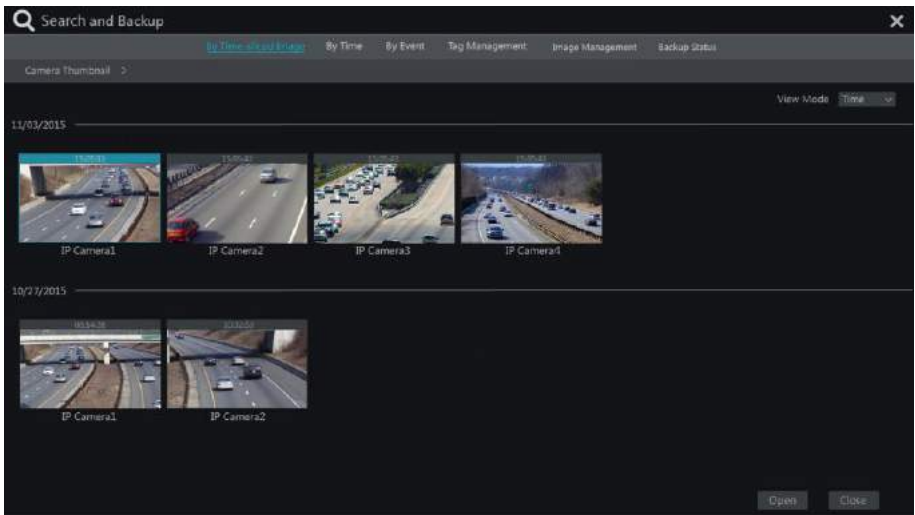 Search and Backup
By Time-sliced Image By Time By Event Tag Management Image Management Backup Status
Camera Thumbnail >
View Mode Time
11/03/2015
IP Camera1 IP Camera2 IP Camera3 IP Camera4
10/27/2015
IP Camera1 IP Camera2
Open Close